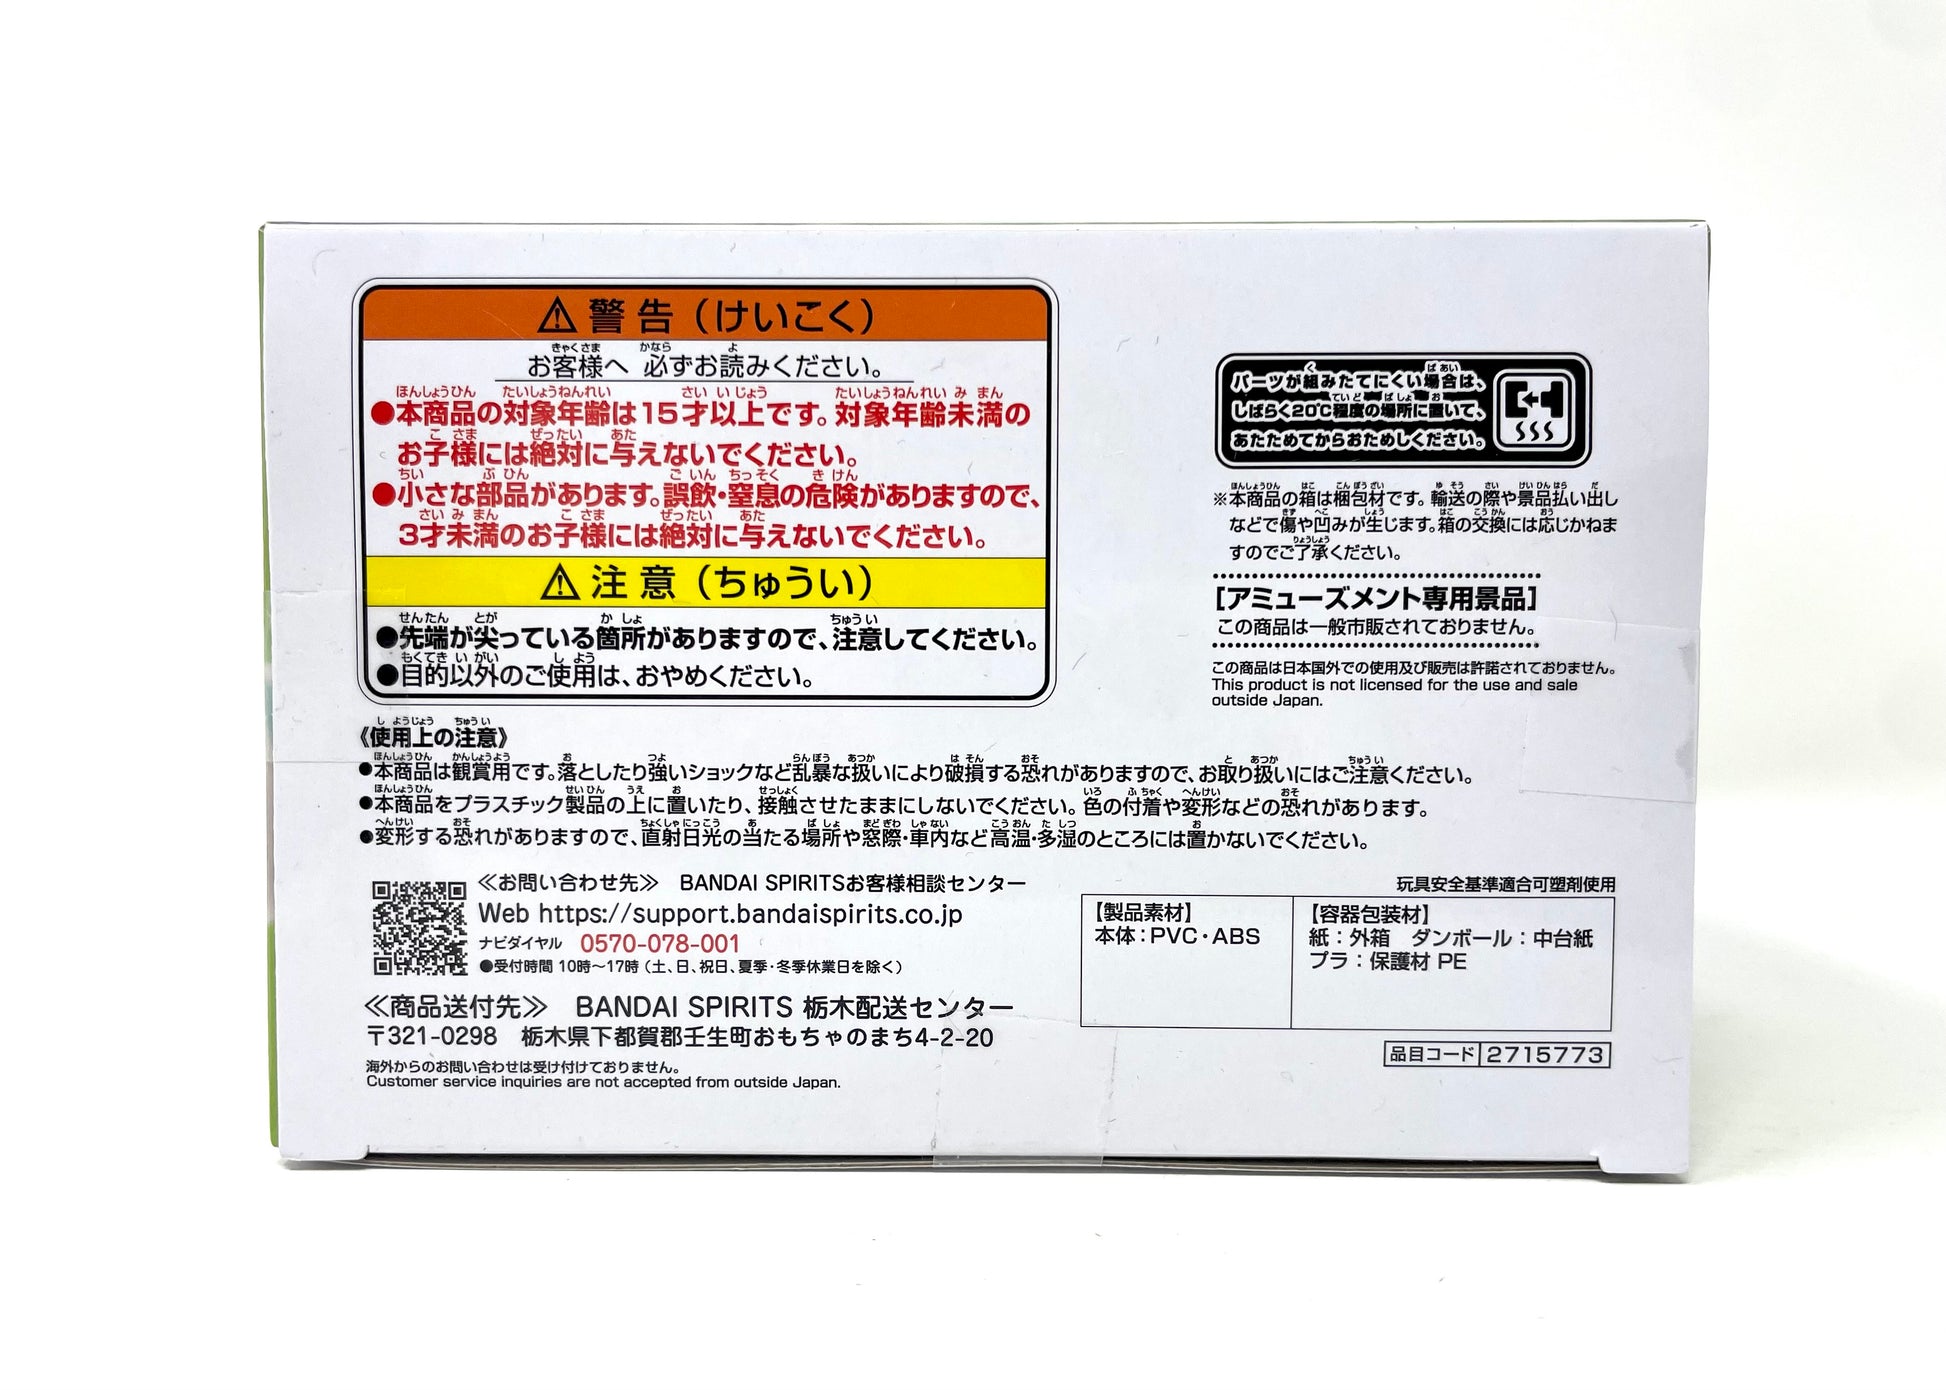 ⚠警告（けいこく）
お客様へ 必ずお読みください。
●本商品の対象年齢は15才以上です。対象年齢未満の
お子様には絶対に与えないでください。
●小さな部品があります。誤飲・窒息の危険がありますので、
3才未満のお子様には絶対に与えないでください。
⚠注意（ちゅうい）
●先端が尖っている箇所がありますので、注意してください。
●目的以外のご使用は、おやめください。
パーツが組みたてにくい場合は、
しばらく20℃程度の場所に置いて、
あたためてからおためしください。
※本商品の箱は梱包材です。輸送の際や景品払い出し
などで傷や凹みが生じます。箱の交換には応じかねま
すのでご了承ください。
[アミューズメント専用景品]
この商品は一般市販されておりません。
この商品は日本国外での使用及び販売は許諾されておりません。
This product is not licensed for the use and sale
outside Japan.
《使用上の注意》
●本商品は観賞用です。落としたり強いショックなど乱暴な扱いにより破損する恐れがありますので、お取り扱いにはご注意ください。
●本商品をプラスチック製品の上に置いたり、接触させたままにしないでください。色の付着や変形などの恐れがあります。
●変形する恐れがありますので、直射日光の当たる場所や窓際・車内など高温・多湿のところには置かないでください。
≪お問い合わせ先≫ BANDAI SPIRITSお客様相談センター
Web https://support.bandaispirits.co.jp
ナビダイヤル 0570-078-001
●受付時間 10時～17時（土、日、祝日、夏季・冬季休業日を除く）
≪商品送付先≫ BANDAI SPIRITS 栃木配送センター
〒321-0298 栃木県下都賀郡壬生町おもちゃのまち4-2-20
海外からのお問い合わせは受け付けておりません。
Customer service inquiries are not accepted from outside Japan.
玩具安全基準適合可塑剤使用
【製品素材】
本体：PVC・ABS
【容器包装材】
紙：外箱 ダンボール：中台紙
プラ：保護材 PE
品目コード 2715773